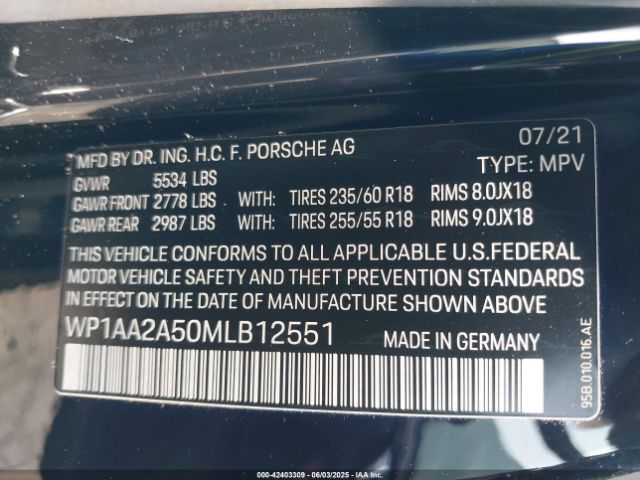 MFD BY DR. ING. H.C. F. PORSCHE AG 07/21
GVWR 5534 LBS TYPE: MPV
GAWR FRONT 2778 LBS WITH: TIRES 235/60 R18 RIMS 8.0JX18
GAWR REAR 2987 LBS WITH: TIRES 255/55 R18 RIMS 9.0JX18
THIS VEHICLE CONFORMS TO ALL APPLICABLE U.S.FEDERAL
MOTOR VEHICLE SAFETY AND THEFT PREVENTION STANDARDS
IN EFFECT ON THE DATE OF MANUFACTURE SHOWN ABOVE
WP1AA2A50MLB12551 MADE IN GERMANY
95B.010.016.AE
00-42403309 | 06/03/2025 | IAAI.COM